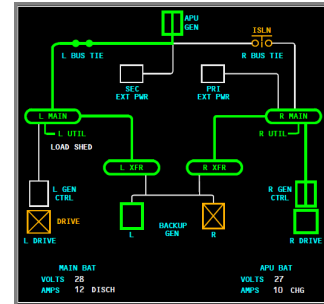 APU
GEN
ISLN
L BUS TIE
R BUS TIE
SEC
EXT PWR
PRI
EXT PWR
L MAIN
R MAIN
L UTIL
R UTIL
LOAD SHED
L XFR
R XFR
L GEN
CTRL
R GEN
CTRL
DRIVE
L DRIVE
L
BACKUP
GEN
R
R DRIVE
MAIN BAT
VOLTS 28
AMPS 12 DISCH
APU BAT
VOLTS 27
AMPS 10 CHG